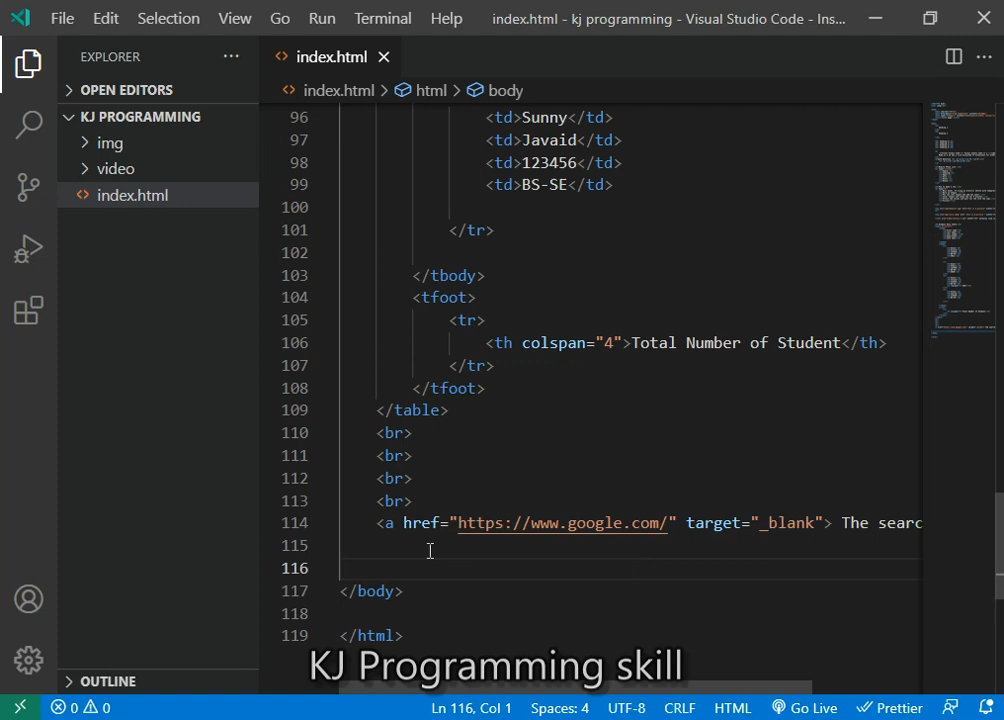 File Edit Selection View Go Run Terminal Help index.html - kj programming - Visual Studio Code - Ins...
EXPLORER
index.html
OPEN EDITORS
index.html > html > body
KJ PROGRAMMING
img
video
index.html
96 <td>Sunny</td>
97 <td>Javaid</td>
98 <td>123456</td>
99 <td>BS-SE</td>
100
101 </tr>
102
103 </tbody>
104 <tfoot>
105 <tr>
106 <th colspan="4">Total Number of Student</th>
107 </tr>
108 </tfoot>
109 </table>
110 <br>
111 <br>
112 <br>
113 <br>
114 <a href="https://www.google.com/" target="_blank"> The searc
115
116
117 </body>
118
119 </html>
KJ Programming skill
OUTLINE
0 0 Ln 116, Col 1 Spaces: 4 UTF-8 CRLF HTML Go Live Prettier